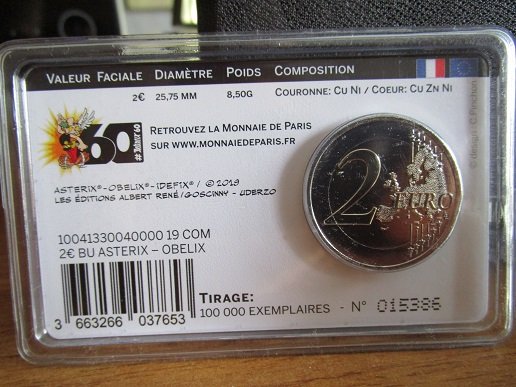 Valeur Faciale Diamètre Poids Composition
2€ 25,75 mm 8,50g Couronne: Cu Ni / Coeur: Cu Zn Ni
60
# Astérix 60
Retrouvez la Monnaie de Paris
sur www.monnaiedeparis.fr
ASTERIX®-OBELIX®-IDEFIX® / © 2019
LES ÉDITIONS ALBERT RENÉ/GOSCINNY - UDERZO
10041330040000 19 COM
2€ BU ASTERIX – OBELIX
3 663266 037653
Tirage:
100 000 EXEMPLAIRES - N° 015386
2 EURO